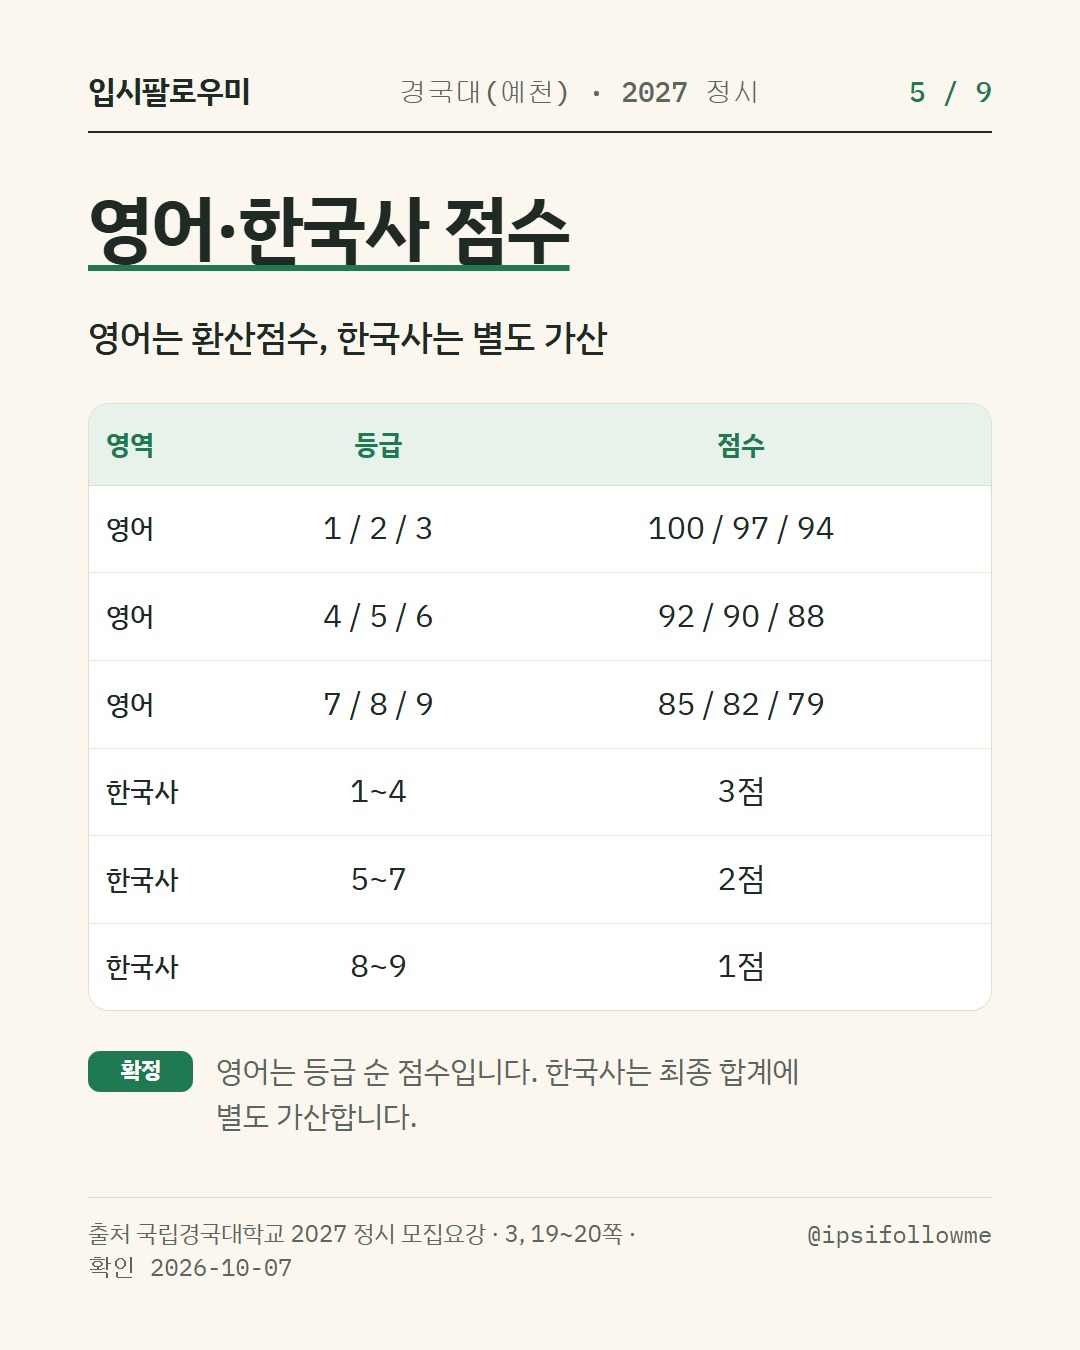 입시팔로우미
경국대(예천) · 2027 정시
5 / 9
영어·한국사 점수
영어는 환산점수, 한국사는 별도 가산
영역 등급 점수
영어 1 / 2 / 3 100 / 97 / 94
영어 4 / 5 / 6 92 / 90 / 88
영어 7 / 8 / 9 85 / 82 / 79
한국사 1~4 3점
한국사 5~7 2점
한국사 8~9 1점
확정
영어는 등급 순 점수입니다. 한국사는 최종 합계에
별도 가산합니다.
출처 국립경국대학교 2027 정시 모집요강 · 3, 19~20쪽 ·
확인 2026-10-07
@ipsifollowme